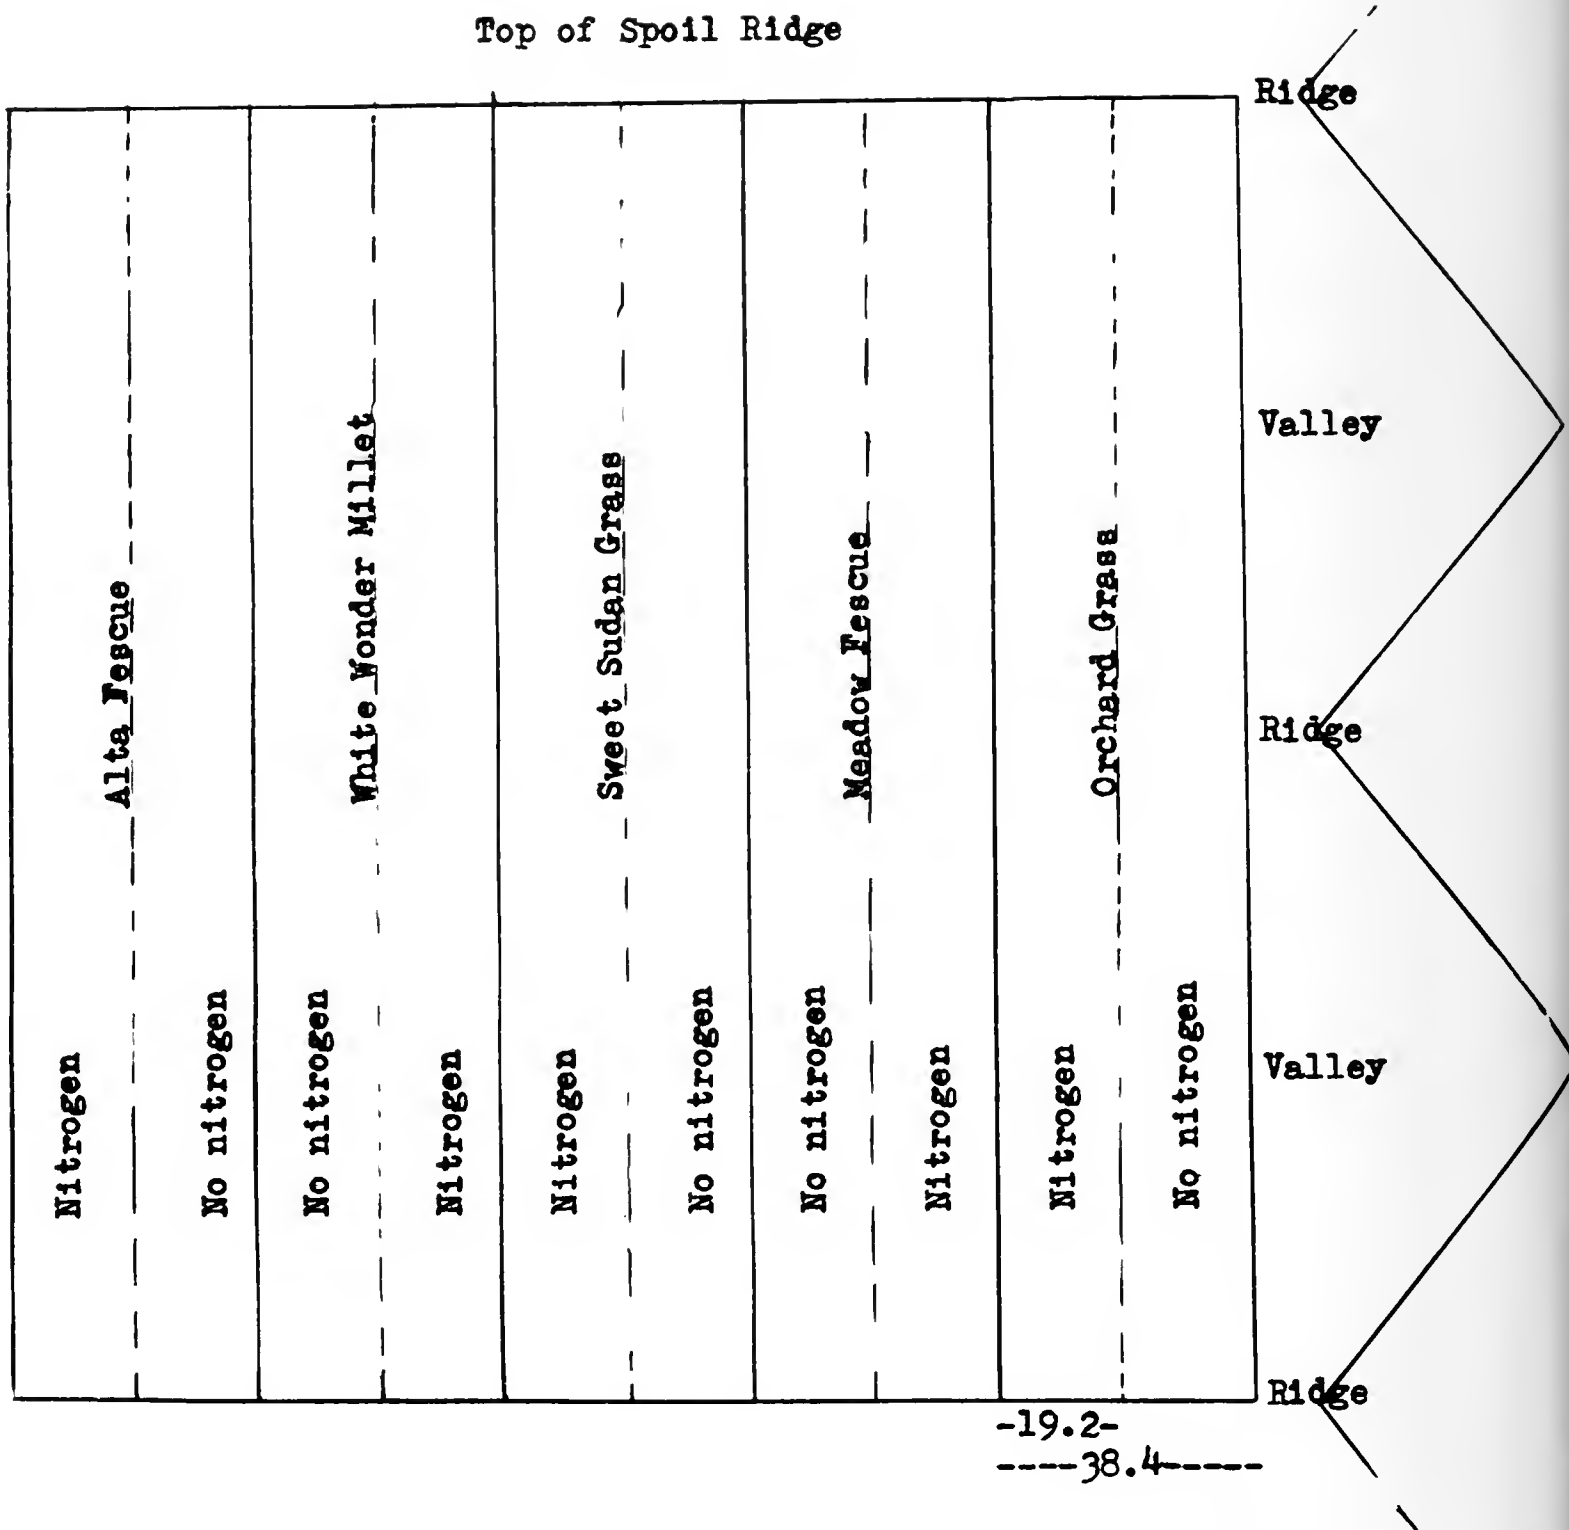 Top of Spoil Ridge
Ridge
Valley
Ridge
Valley
Ridge
Alta Fescue
White Wonder Millet
Sweet Sudan Grass
Meadow Fescue
Orchard Grass
Nitrogen
No nitrogen
No nitrogen
Nitrogen
Nitrogen
No nitrogen
No nitrogen
Nitrogen
Nitrogen
No nitrogen
-19.2-
----38.4-----